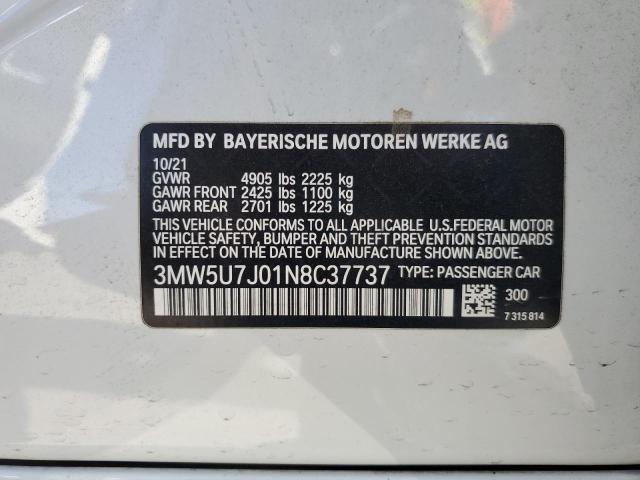 MFD BY BAYERISCHE MOTOREN WERKE AG
10/21
GVWR 4905 lbs 2225 kg
GAWR FRONT 2425 lbs 1100 kg
GAWR REAR 2701 lbs 1225 kg
THIS VEHICLE CONFORMS TO ALL APPLICABLE U.S.FEDERAL MOTOR
VEHICLE SAFETY, BUMPER AND THEFT PREVENTION STANDARDS
IN EFFECT ON THE DATE OF MANUFACTURE SHOWN ABOVE.
3MW5U7J01N8C37737 TYPE: PASSENGER CAR
300
7 315 814